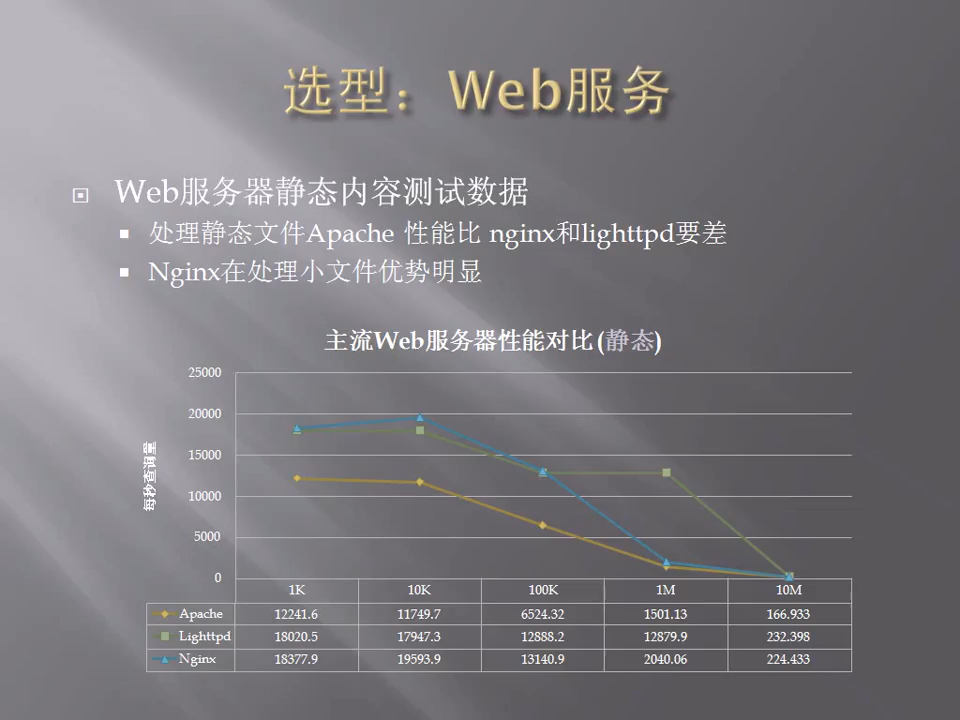 选型：Web服务
Web服务器静态内容测试数据
处理静态文件Apache 性能比 nginx和lighttpd要差
Nginx在处理小文件优势明显
主流Web服务器性能对比(静态)
每秒查询量
25000
20000
15000
10000
5000
0
1K 10K 100K 1M 10M
Apache 12241.6 11749.7 6524.32 1501.13 166.933
Lighttpd 18020.5 17947.3 12888.2 12879.9 232.398
Nginx 18377.9 19593.9 13140.9 2040.06 224.433